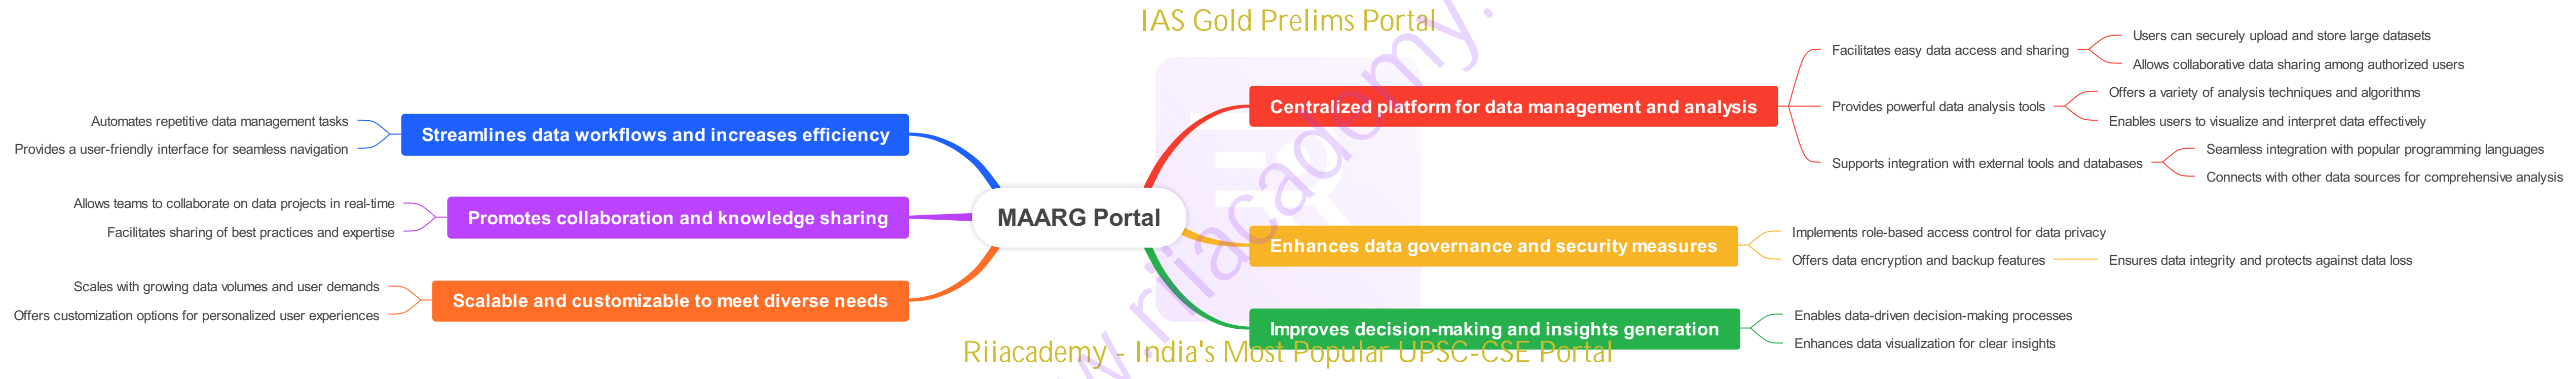 IAS Gold Prelims Portal
MAARG Portal
Centralized platform for data management and analysis
Facilitates easy data access and sharing
Users can securely upload and store large datasets
Allows collaborative data sharing among authorized users
Provides powerful data analysis tools
Offers a variety of analysis techniques and algorithms
Enables users to visualize and interpret data effectively
Supports integration with external tools and databases
Seamless integration with popular programming languages
Connects with other data sources for comprehensive analysis
Enhances data governance and security measures
Implements role-based access control for data privacy
Offers data encryption and backup features
Ensures data integrity and protects against data loss
Improves decision-making and insights generation
Enables data-driven decision-making processes
Enhances data visualization for clear insights
Streamlines data workflows and increases efficiency
Automates repetitive data management tasks
Provides a user-friendly interface for seamless navigation
Promotes collaboration and knowledge sharing
Allows teams to collaborate on data projects in real-time
Facilitates sharing of best practices and expertise
Scalable and customizable to meet diverse needs
Scales with growing data volumes and user demands
Offers customization options for personalized user experiences
Riiacademy - India's Most Popular UPSC-CSE Portal
w.riiacademy.